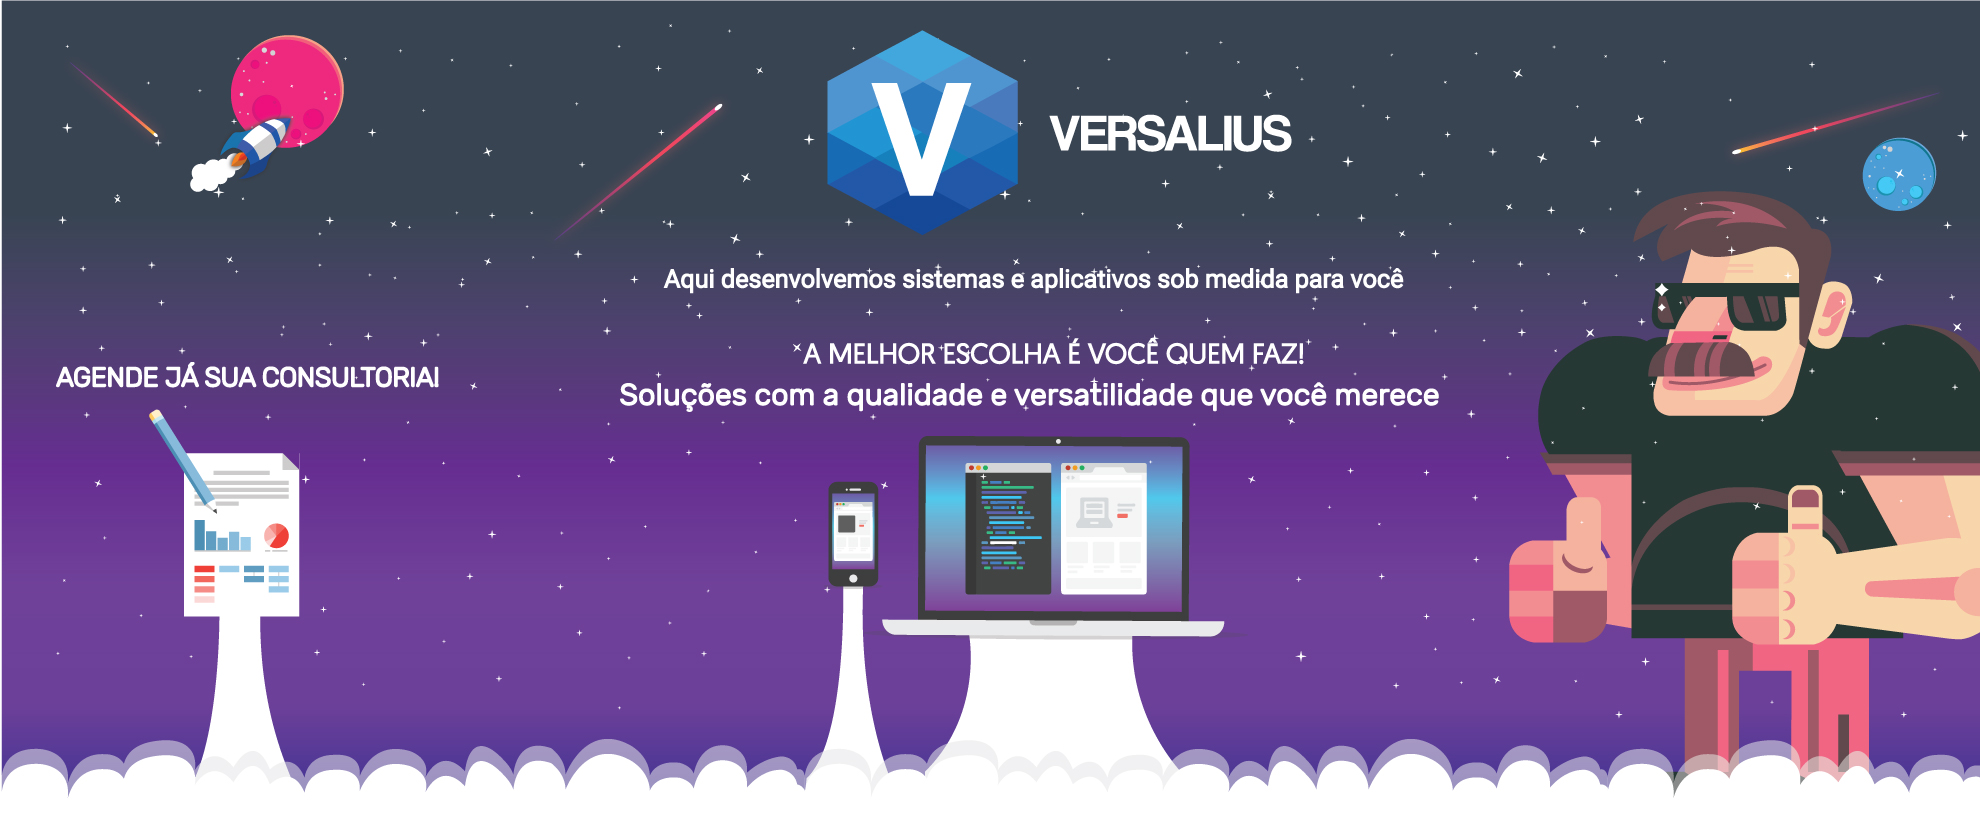 V
VERSALIUS
Aqui desenvolvemos sistemas e aplicativos sob medida para você
A MELHOR ESCOLHA É VOCÊ QUEM FAZ!
Soluções com a qualidade e versatilidade que você merece
AGENDE JÁ SUA CONSULTORIA!